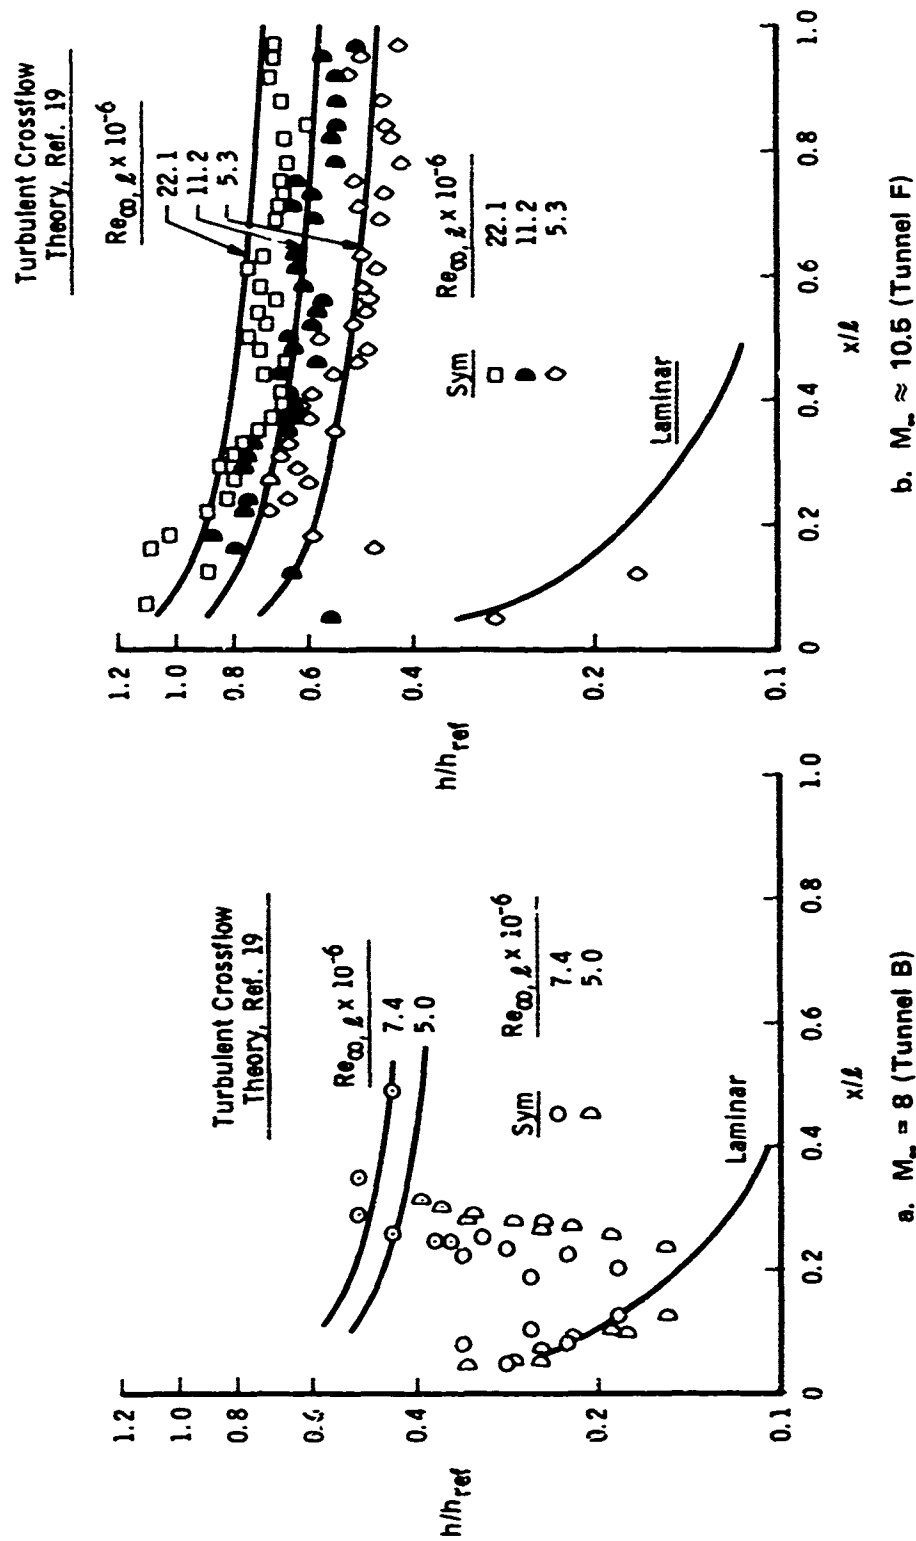 Turbulent Crossflow
Theory, Ref. 19
Re∞, ℓ x 10-6
7.4
5.0
Sym Re∞, ℓ x 10-6
○ 7.4
D 5.0
Laminar
h/href
1.2
1.0
0.8
0.6
0.4
0.2
0.1
0 0.2 0.4 0.6 0.8 1.0
x/ℓ
a. M∞ = 8 (Tunnel B)
Turbulent Crossflow
Theory, Ref. 19
Re∞, ℓ x 10-6
22.1
11.2
5.3
Sym Re∞, ℓ x 10-6
□ 22.1
◗ 11.2
◇ 5.3
Laminar
h/href
1.2
1.0
0.8
0.6
0.4
0.2
0.1
0 0.2 0.4 0.6 0.8 1.0
x/ℓ
b. M∞ ≈ 10.5 (Tunnel F)